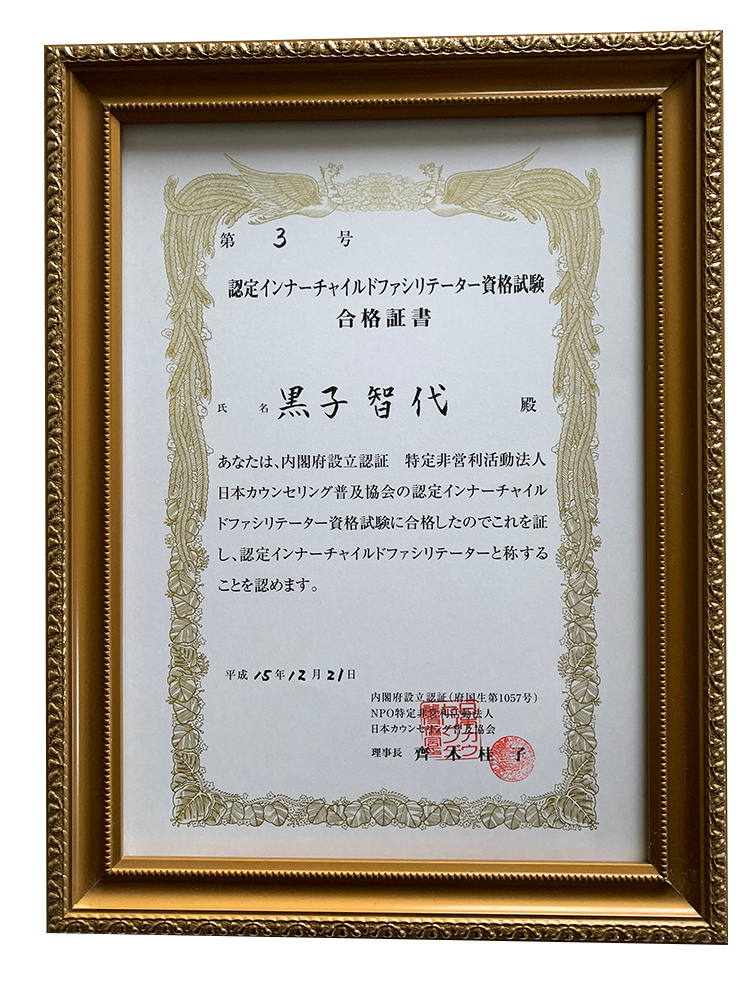 第 3 号
認定インナーチャイルドファシリテーター資格試験
合格証書
氏名 黒子智代 殿
あなたは、内閣府設立認証 特定非営利活動法人
日本カウンセリング普及協会の認定インナーチャイル
ドファシリテーター資格試験に合格したのでこれを証
し、認定インナーチャイルドファシリテーターと称する
ことを認めます。
平成 15年12月21日
内閣府設立認証(府国生第1057号)
NPO特定非営利活動法人
日本カウンセリング普及協会
理事長 齊木桂子